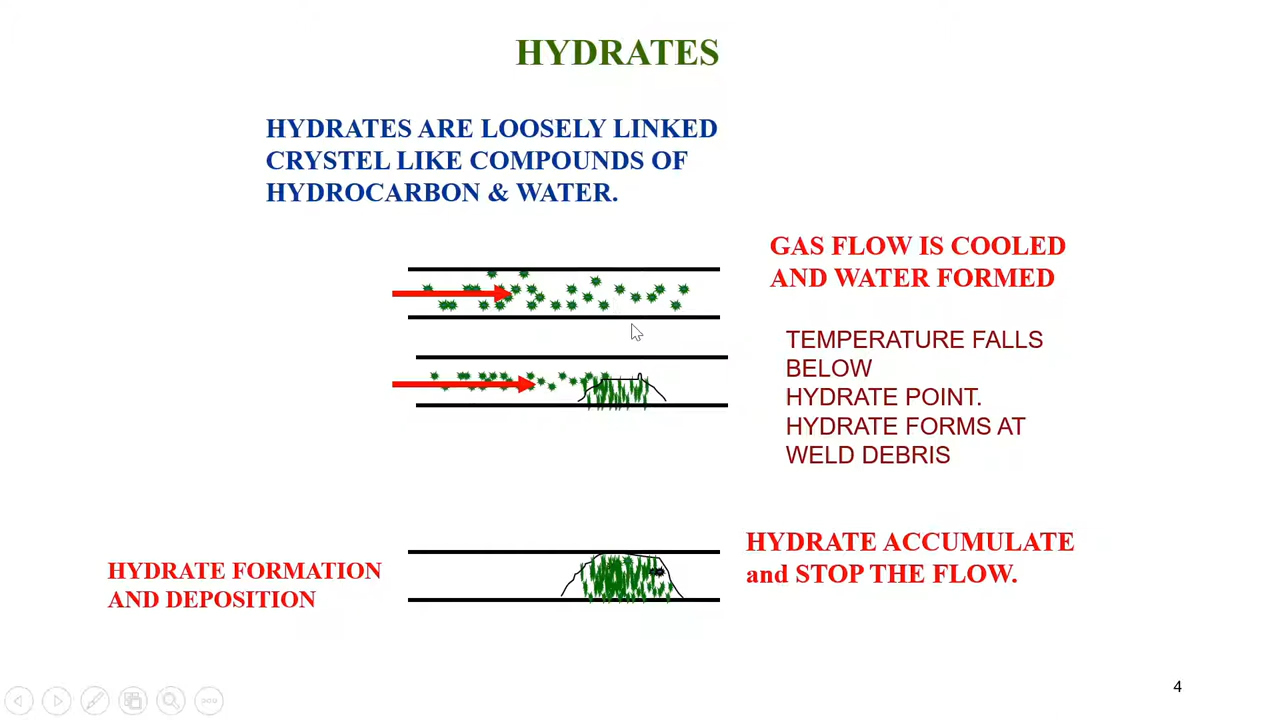 HYDRATES
HYDRATES ARE LOOSELY LINKED
CRYSTEL LIKE COMPOUNDS OF
HYDROCARBON & WATER.
GAS FLOW IS COOLED
AND WATER FORMED
TEMPERATURE FALLS
BELOW
HYDRATE POINT.
HYDRATE FORMS AT
WELD DEBRIS
HYDRATE ACCUMULATE
and STOP THE FLOW.
HYDRATE FORMATION
AND DEPOSITION
4